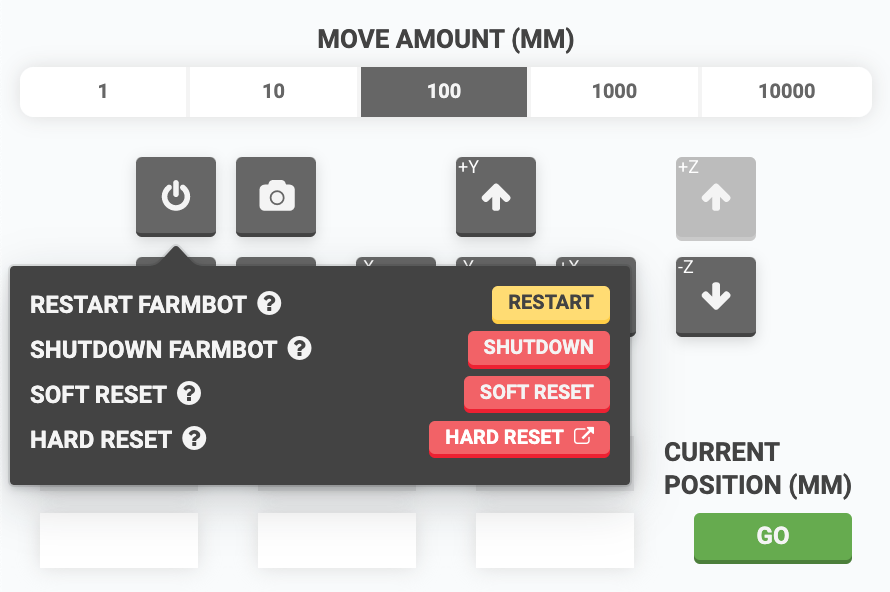 MOVE AMOUNT (MM)
1 10 100 1000 10000
+Y +Z
-Z
RESTART FARMBOT ? RESTART
SHUTDOWN FARMBOT ? SHUTDOWN
SOFT RESET ? SOFT RESET
HARD RESET ? HARD RESET
CURRENT
POSITION (MM)
GO